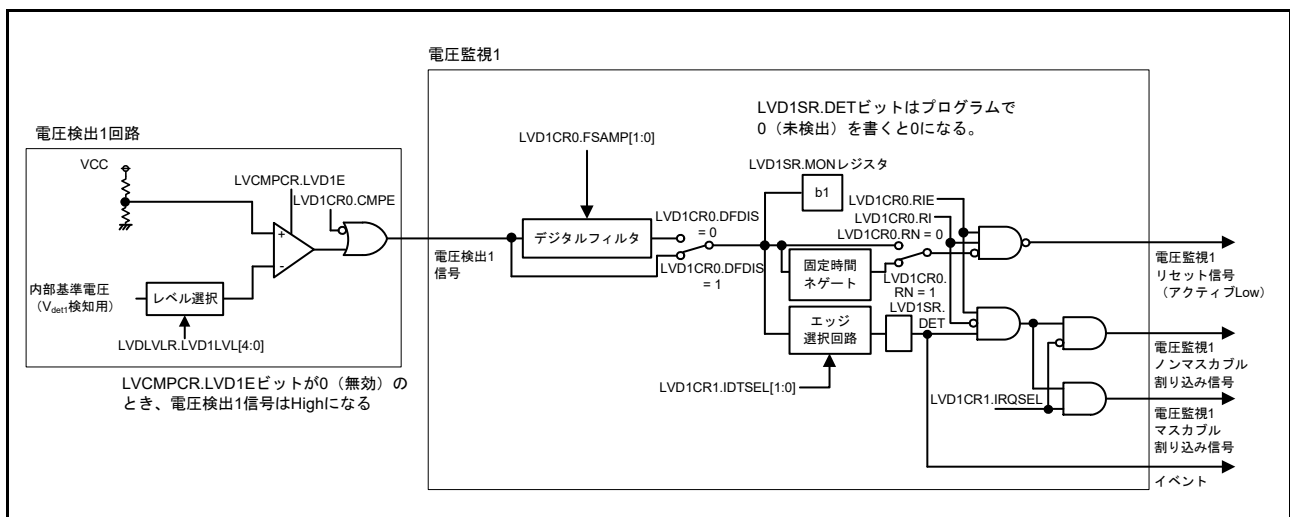 電圧監視1
電圧検出1回路
VCC
LVCMPCR.LVD1E
LVD1CR0.CMPE
+
-
内部基準電圧
（Vdet1検知用）
レベル選択
LVDLVLR.LVD1LVL[4:0]
LVCMPCR.LVD1Eビットが0（無効）の
とき、電圧検出1信号はHighになる
電圧検出1
信号
LVD1CR0.FSAMP[1:0]
デジタルフィルタ
LVD1CR0.DFDIS
= 0
LVD1CR0.DFDIS
= 1
LVD1SR.DETビットはプログラムで
0（未検出）を書くと0になる。
LVD1SR.MONレジスタ
b1
LVD1CR0.RIE
LVD1CR0.RI
LVD1CR0.RN = 0
固定時間
ネゲート
LVD1CR0.
RN = 1
エッジ
選択回路
LVD1SR.
DET
LVD1CR1.IDTSEL[1:0]
LVD1CR1.IRQSEL
電圧監視1
リセット信号
（アクティブLow）
電圧監視1
ノンマスカブル
割り込み信号
電圧監視1
マスカブル
割り込み信号
イベント